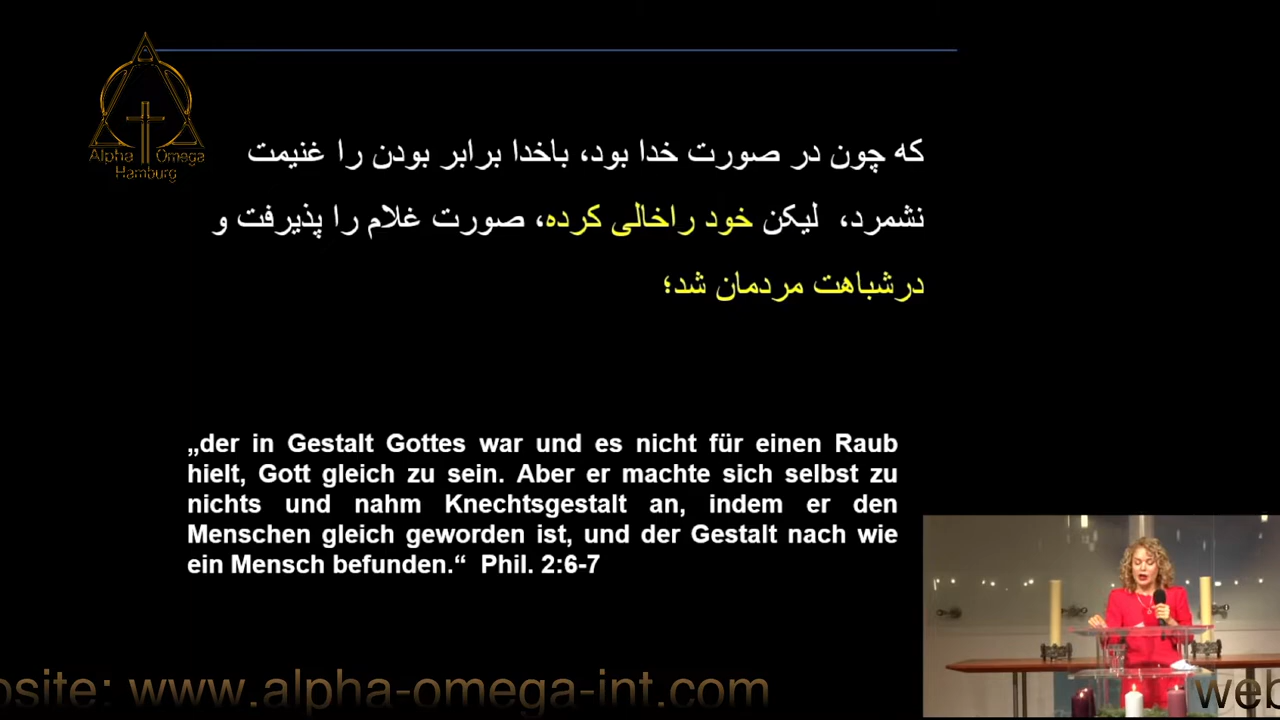 Alpha Omega
Hamburg
که چون در صورت خدا بود، باخدا برابر بودن را غنیمت
نشمرد، لیکن خود راخالی کرده، صورت غلام را پذیرفت و
درشباهت مردمان شد؛
„der in Gestalt Gottes war und es nicht für einen Raub
hielt, Gott gleich zu sein. Aber er machte sich selbst zu
nichts und nahm Knechtsgestalt an, indem er den
Menschen gleich geworden ist, und der Gestalt nach wie
ein Mensch befunden.“ Phil. 2:6-7
osite: www.alpha-omega-int.com web